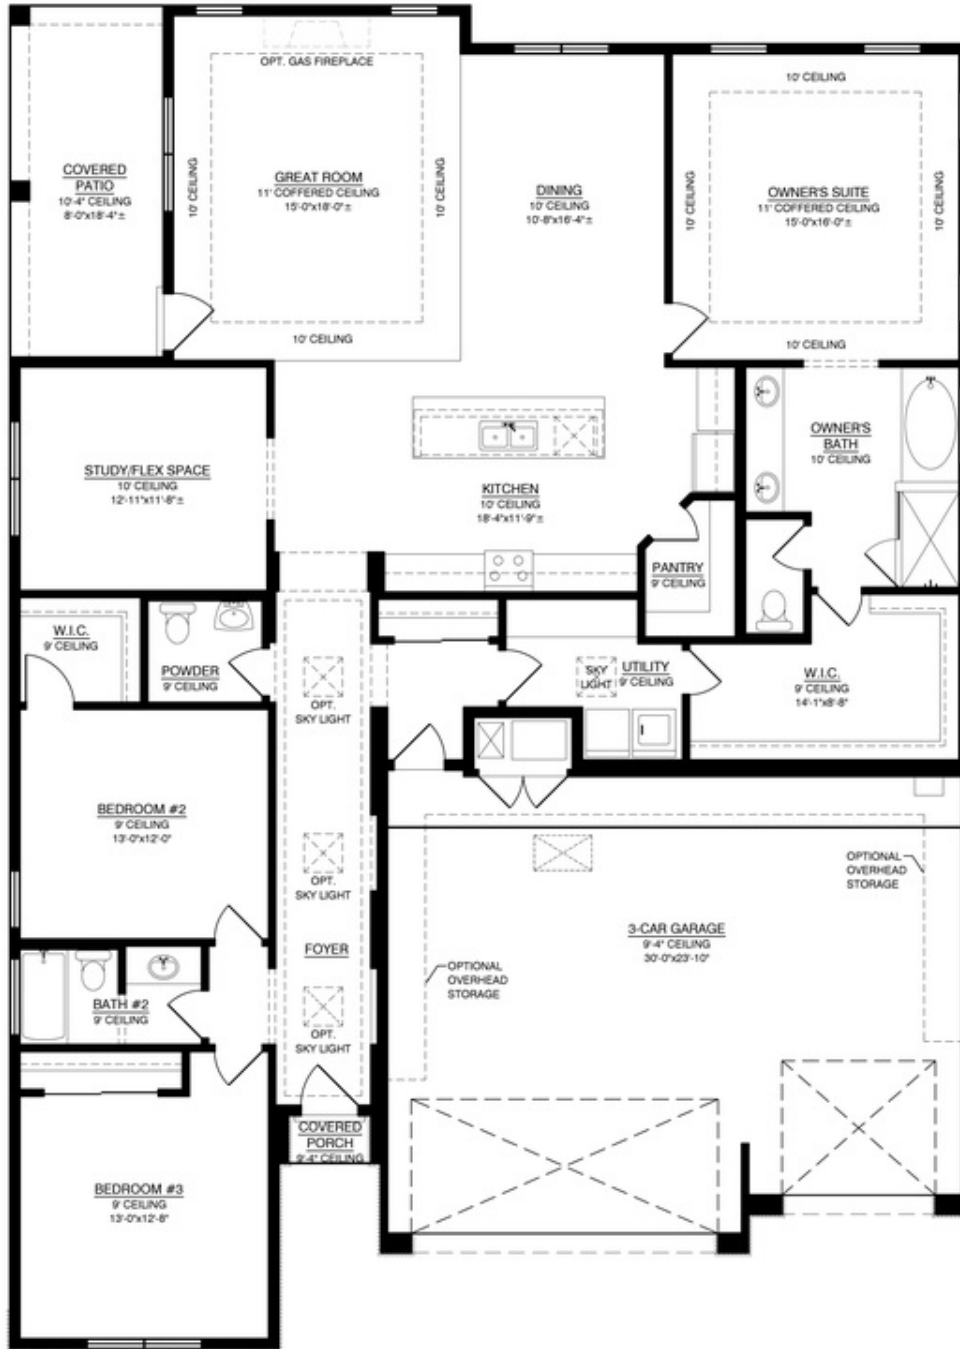 OPT. GAS FIREPLACE
10' CEILING
COVERED
PATIO
10'-4" CEILING
8'-0"x18'-4"±
10' CEILING
GREAT ROOM
11' COFFERED CEILING
15'-0"x18'-0"±
10' CEILING
10' CEILING
DINING
10' CEILING
10'-8"x16'-4"±
10' CEILING
OWNER'S SUITE
11' COFFERED CEILING
15'-0"x16'-0"±
10' CEILING
10' CEILING
STUDY/FLEX SPACE
10' CEILING
12'-11"x11'-8"±
KITCHEN
10' CEILING
18'-4"x11'-9"±
OWNER'S
BATH
10' CEILING
PANTRY
9' CEILING
W.I.C.
9' CEILING
POWDER
9' CEILING
OPT.
SKY LIGHT
SKY
LIGHT
UTILITY
9' CEILING
W.I.C.
9' CEILING
14'-1"x8'-8"
BEDROOM #2
9' CEILING
13'-0"x12'-0"
OPT.
SKY LIGHT
FOYER
OPTIONAL
OVERHEAD
STORAGE
3-CAR GARAGE
9'-4" CEILING
30'-0"x23'-10"
OPTIONAL
OVERHEAD
STORAGE
BATH #2
9' CEILING
OPT.
SKY LIGHT
COVERED
PORCH
9'-4" CEILING
BEDROOM #3
9' CEILING
13'-0"x12'-8"